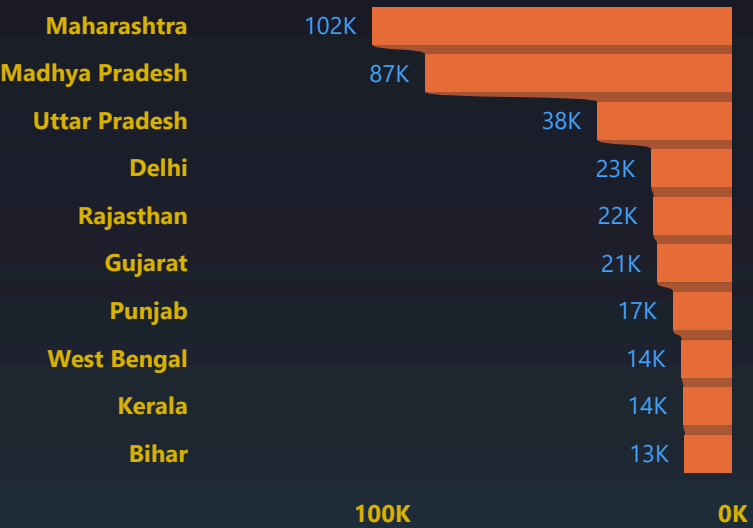 Maharashtra 102K
Madhya Pradesh 87K
Uttar Pradesh 38K
Delhi 23K
Rajasthan 22K
Gujarat 21K
Punjab 17K
West Bengal 14K
Kerala 14K
Bihar 13K
100K 0K